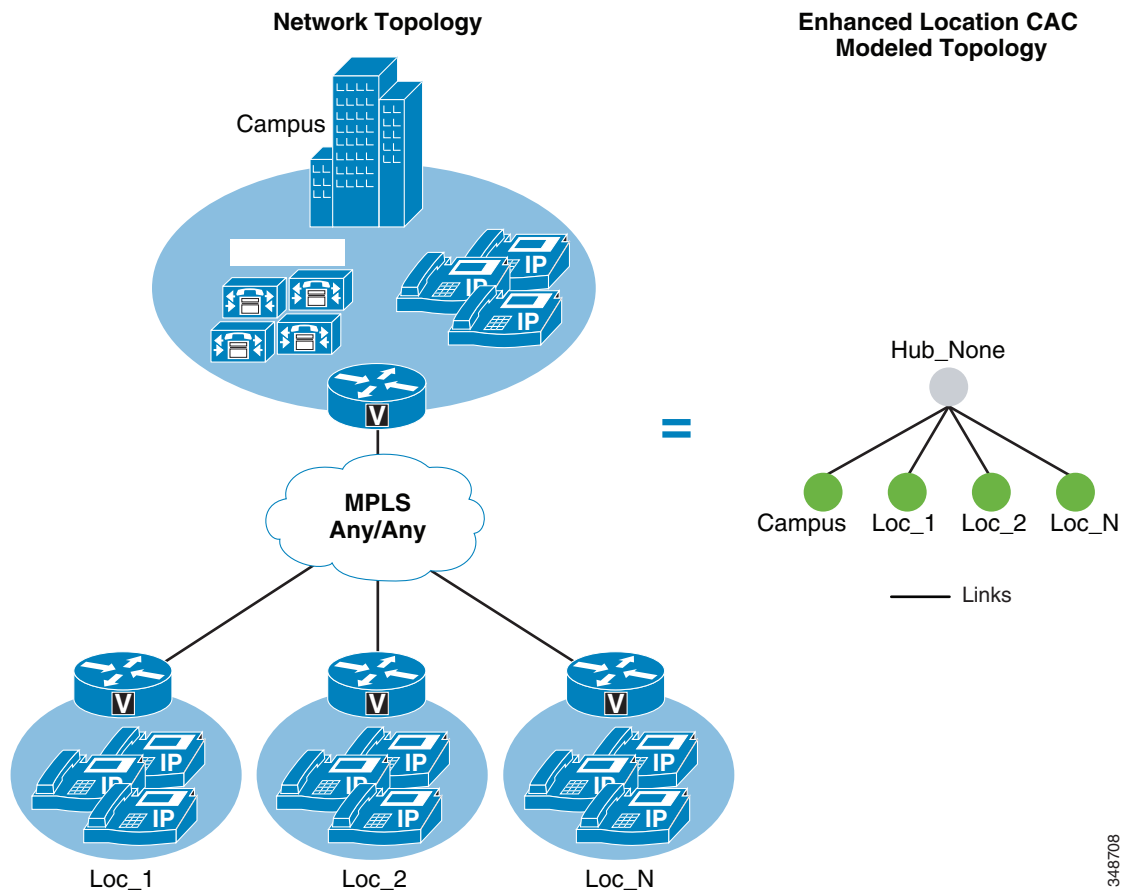 Network Topology
Enhanced Location CAC
Modeled Topology
Campus
IP
IP
IP
V
=
Hub_None
MPLS
Any/Any
Campus
Loc_1
Loc_2
Loc_N
Links
V
V
V
IP
IP
IP
IP
IP
IP
IP
IP
IP
Loc_1
Loc_2
Loc_N
348708